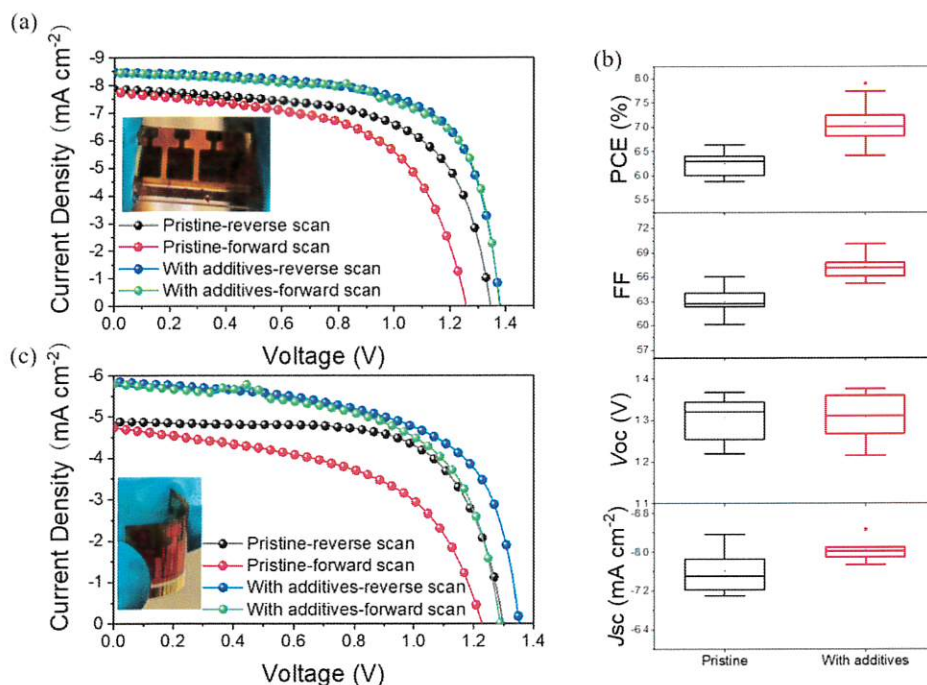 (a)
Current Density (mA cm-2)
-9
-8
-7
-6
-5
-4
-3
-2
-1
0
Pristine-reverse scan
Pristine-forward scan
With additives-reverse scan
With additives-forward scan
0.0 0.2 0.4 0.6 0.8 1.0 1.2 1.4
Voltage (V)
(c)
Current Density (mA cm-2)
-6
-5
-4
-3
-2
-1
0
Pristine-reverse scan
Pristine-forward scan
With additives-reverse scan
With additives-forward scan
0.0 0.2 0.4 0.6 0.8 1.0 1.2 1.4
Voltage (V)
(b)
PCE (%)
8.0
7.5
7.0
6.5
6.0
5.5
FF
72
69
66
63
60
57
Voc (V)
1.4
1.3
1.2
1.1
Jsc (mA cm-2)
-8.8
-8.0
-7.2
-6.4
Pristine With additives